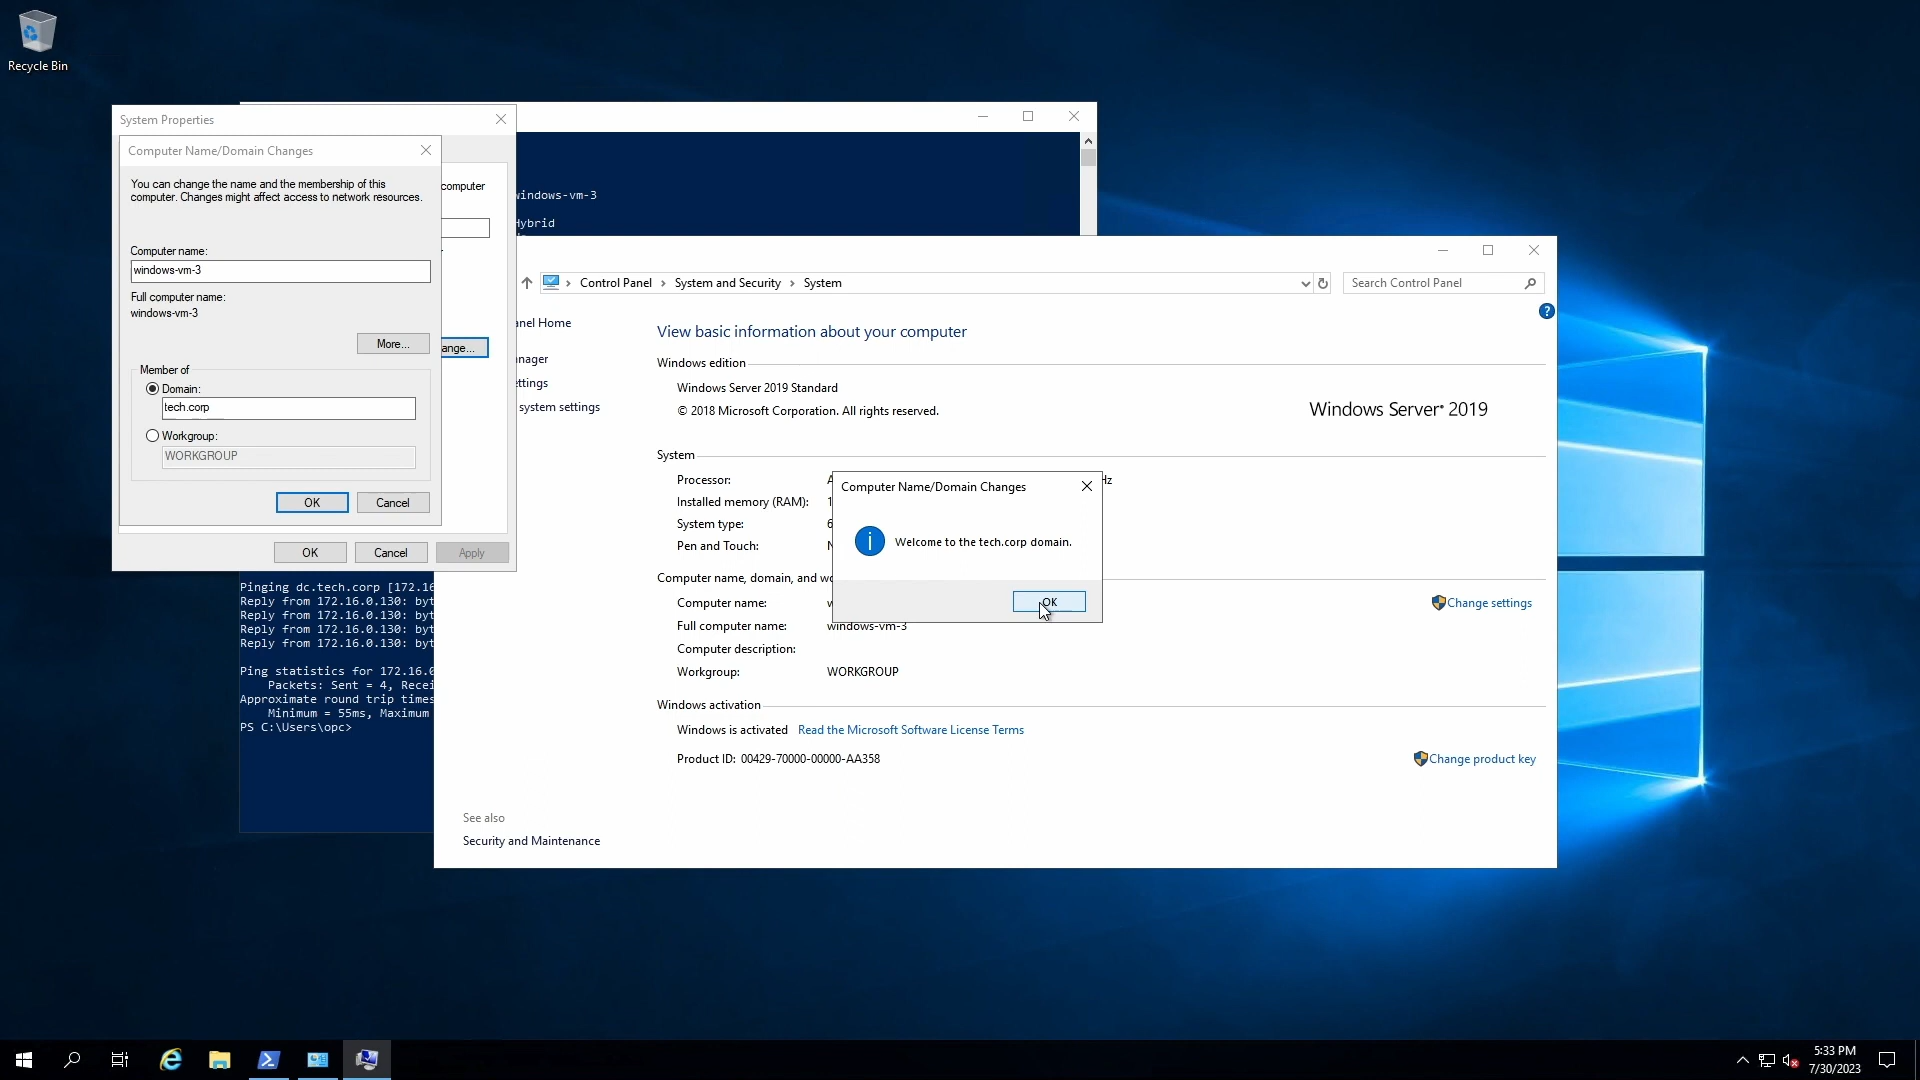 Recycle Bin
System Properties
Computer Name/Domain Changes
You can change the name and the membership of this
computer. Changes might affect access to network resources.
Computer name:
windows-vm-3
Full computer name:
windows-vm-3
More...
Member of
Domain:
tech.corp
Workgroup:
WORKGROUP
OK
Cancel
computer
ange...
OK
Cancel
Apply
windows-vm-3
Hybrid
Pinging dc.tech.corp [172.16
Reply from 172.16.0.130: byt
Reply from 172.16.0.130: byt
Reply from 172.16.0.130: byt
Reply from 172.16.0.130: byt
Ping statistics for 172.16.0
Packets: Sent = 4, Recei
Approximate round trip times
Minimum = 55ms, Maximum
PS C:\Users\opc>
Control Panel > System and Security > System
Search Control Panel
anel Home
nager
ettings
system settings
View basic information about your computer
Windows edition
Windows Server 2019 Standard
© 2018 Microsoft Corporation. All rights reserved.
Windows Server® 2019
System
Processor:
Hz
Installed memory (RAM): 1
System type: 6
Pen and Touch: N
Computer Name/Domain Changes
Welcome to the tech.corp domain.
OK
Computer name, domain, and wo
Computer name:
Change settings
Full computer name: windows-vm-3
Computer description:
Workgroup: WORKGROUP
Windows activation
Windows is activated Read the Microsoft Software License Terms
Product ID: 00429-70000-00000-AA358
Change product key
See also
Security and Maintenance
5:33 PM
7/30/2023